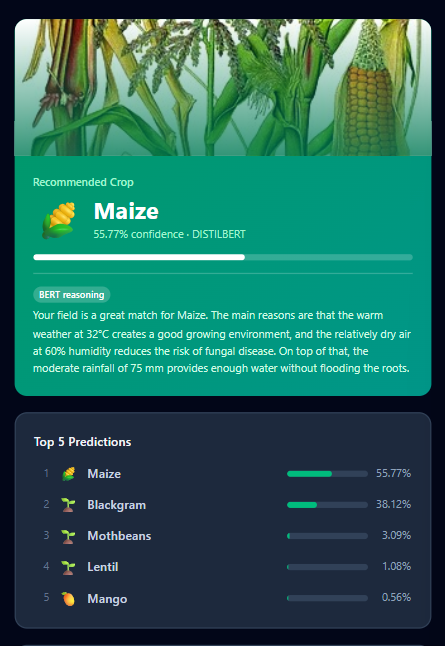 Recommended Crop
Maize
55.77% confidence · DISTILBERT
BERT reasoning
Your field is a great match for Maize. The main reasons are that the warm
weather at 32°C creates a good growing environment, and the relatively dry air
at 60% humidity reduces the risk of fungal disease. On top of that, the
moderate rainfall of 75 mm provides enough water without flooding the roots.
Top 5 Predictions
1 Maize 55.77%
2 Blackgram 38.12%
3 Mothbeans 3.09%
4 Lentil 1.08%
5 Mango 0.56%